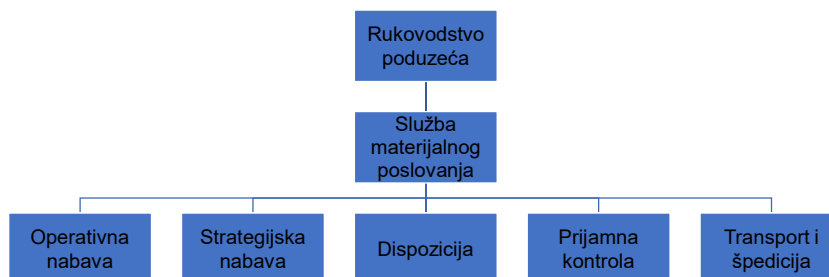 Rukovodstvo
poduzeća
Služba
materijalnog
poslovanja
Operativna
nabava
Strategijska
nabava
Dispozicija
Prijamna
kontrola
Transport i
špedicija